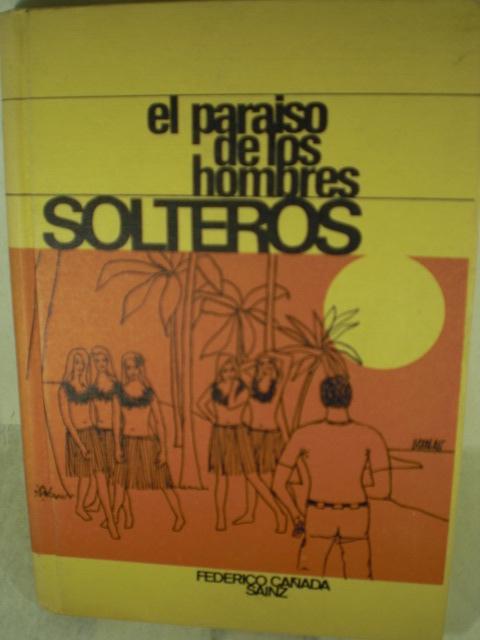 el paraiso
de los
hombres
SOLTEROS
FEDERICO CAÑADA
SAINZ